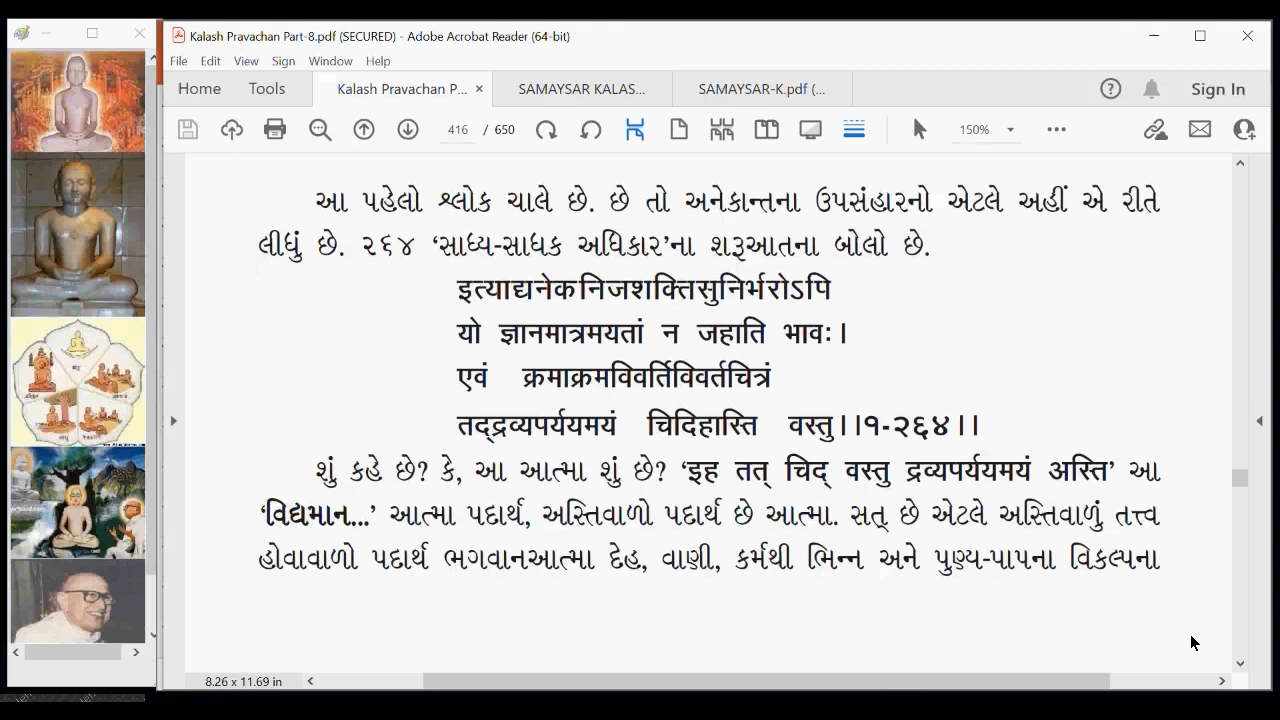 Kalash Pravachan Part-8.pdf (SECURED) - Adobe Acrobat Reader (64-bit)
File Edit View Sign Window Help
Home Tools Kalash Pravachan P... SAMAYSAR KALAS... SAMAYSAR-K.pdf (... Sign In
416 / 650 150%
આ પહેલો શ્લોક ચાલે છે. છે તો અનેકાન્તના ઉપસંહારનો એટલે અહીં એ રીતે
લીધું છે. ૨૬૪ ‘સાધ્ય-સાધક અધિકાર’ના શરૂઆતના બોલો છે.
इत्याद्यनेकनिजशक्तिसुनिर्भरोऽपि
यो ज्ञानमात्रमयतां न जहाति भावः ।
एवं क्रमाक्रमविवर्तिविवर्तचित्रं
तद्द्रव्यपर्ययमयं चिदिहास्ति वस्तु ।।૧-૨૬૪।।
શું કહે છે? કે, આ આત્મા શું છે? ‘इह तत् चिद् वस्तु द्रव्यपर्ययमयं अस्ति’ આ
‘વિદ્યમાન...’ આત્મા પદાર્થ, અસ્તિવાળો પદાર્થ છે આત્મા. સત્ છે એટલે અસ્તિવાળું તત્ત્વ
હોવાવાળો પદાર્થ ભગવાનઆત્મા દેહ, વાણી, કર્મથી ભિન્ન અને પુણ્ય-પાપના વિકલ્પના
8.26 x 11.69 in